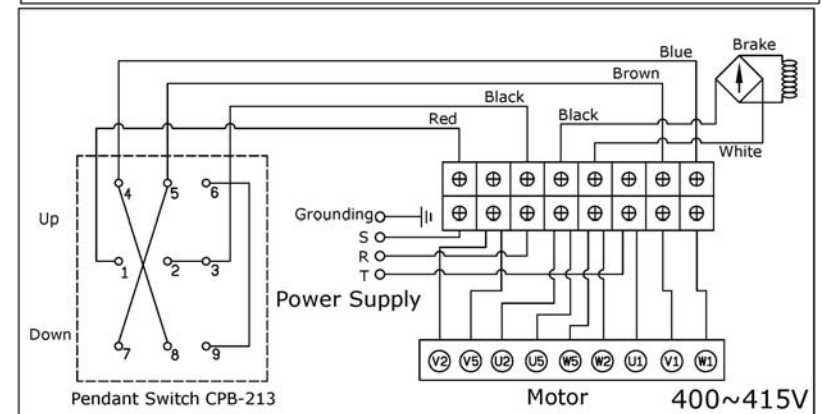 Blue
Brake
Brown
Black
Black
Red
White
4 5 6
Up
Grounding
S
1 2 3
R
T
Power Supply
Down
7 8 9
V2 V5 U2 U5 W5 W2 U1 V1 W1
Pendant Switch CPB-213
Motor
400~415V